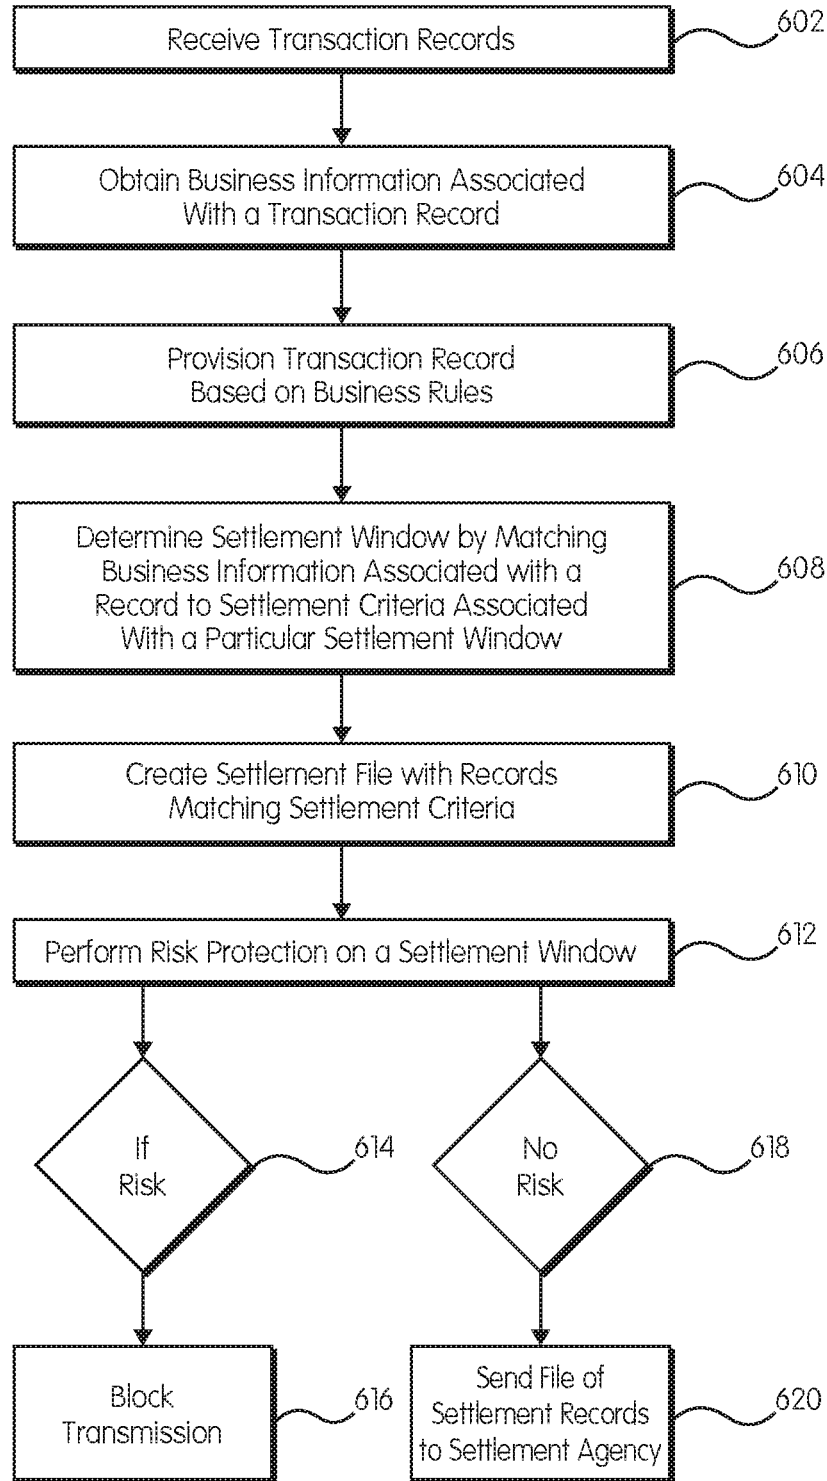 Receive Transaction Records
602
Obtain Business Information Associated
With a Transaction Record
604
Provision Transaction Record
Based on Business Rules
606
Determine Settlement Window by Matching
Business Information Associated with a
Record to Settlement Criteria Associated
With a Particular Settlement Window
608
Create Settlement File with Records
Matching Settlement Criteria
610
Perform Risk Protection on a Settlement Window
612
If
Risk
614
No
Risk
618
Block
Transmission
616
Send File of
Settlement Records
to Settlement Agency
620